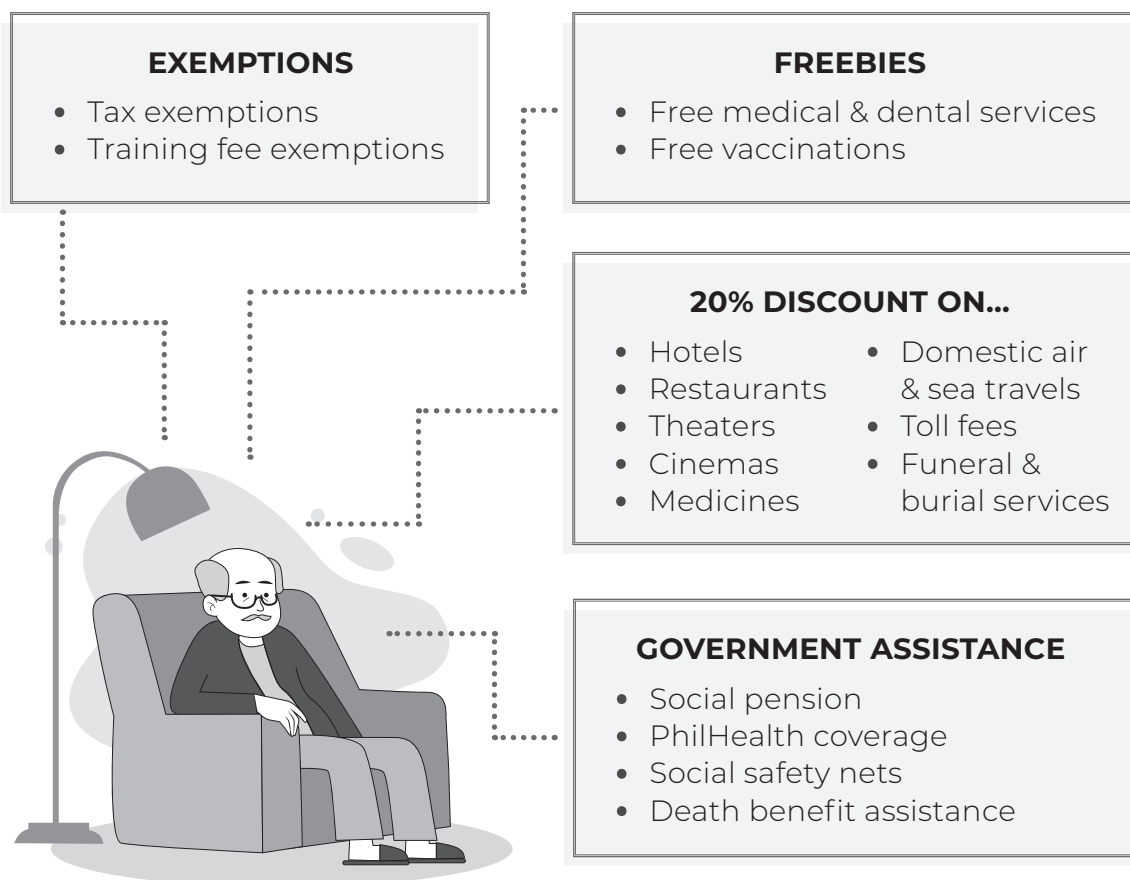 EXEMPTIONS
• Tax exemptions
• Training fee exemptions
FREEBIES
• Free medical & dental services
• Free vaccinations
20% DISCOUNT ON...
• Hotels
• Restaurants
• Theaters
• Cinemas
• Medicines
• Domestic air
& sea travels
• Toll fees
• Funeral &
burial services
GOVERNMENT ASSISTANCE
• Social pension
• PhilHealth coverage
• Social safety nets
• Death benefit assistance